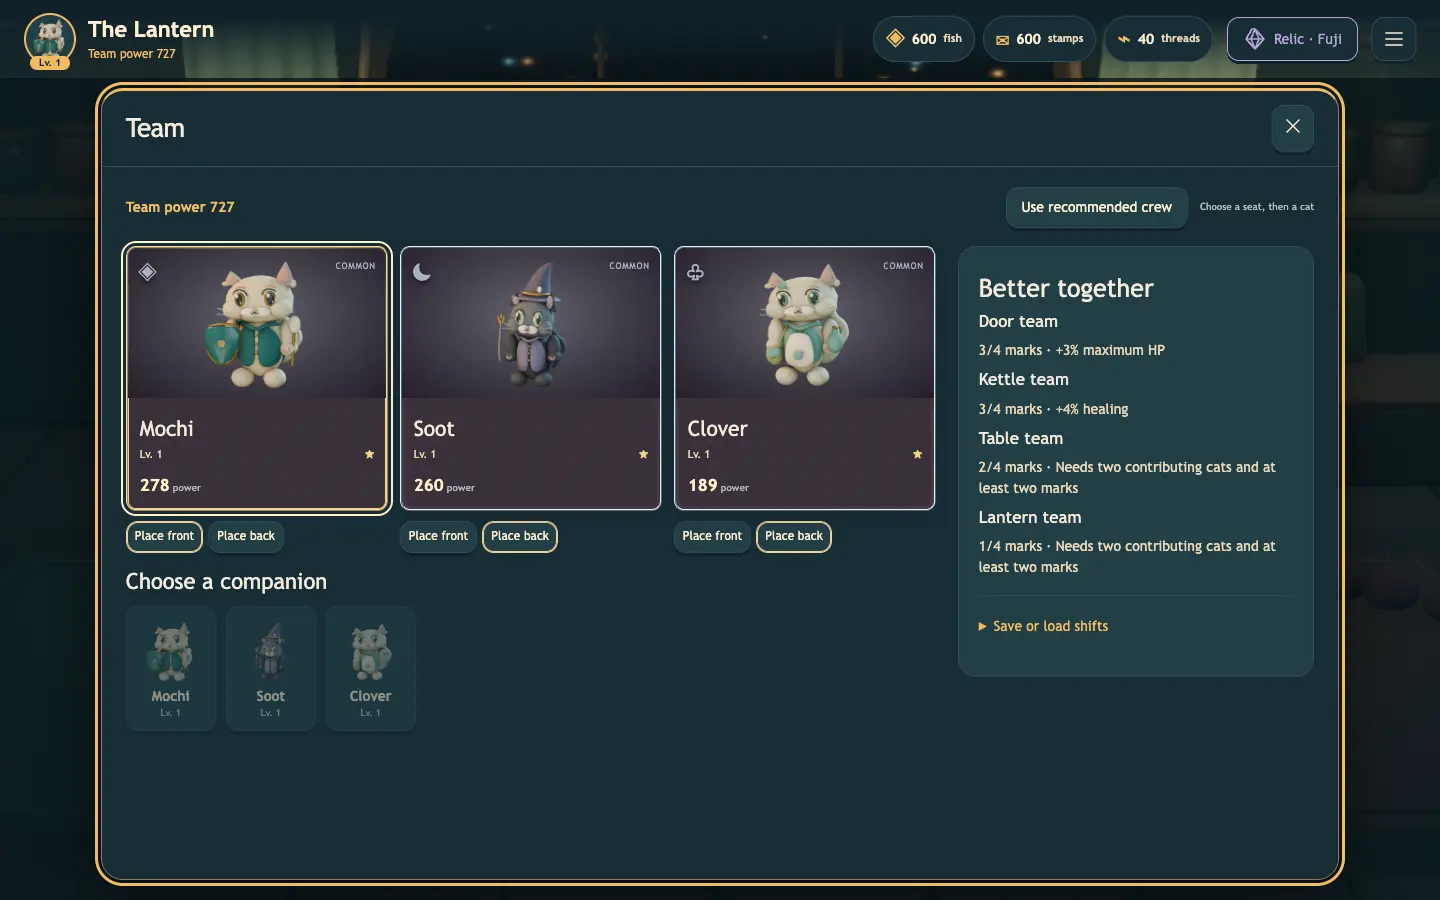 The Lantern
Team power 727
Lv. 1
600 fish
600 stamps
40 threads
Relic · Fuji
Team
Team power 727
Use recommended crew
Choose a seat, then a cat
COMMON
Mochi
Lv. 1
278 power
Place front
Place back
COMMON
Soot
Lv. 1
260 power
Place front
Place back
COMMON
Clover
Lv. 1
189 power
Place front
Place back
Better together
Door team
3/4 marks · +3% maximum HP
Kettle team
3/4 marks · +4% healing
Table team
2/4 marks · Needs two contributing cats and at
least two marks
Lantern team
1/4 marks · Needs two contributing cats and at
least two marks
Save or load shifts
Choose a companion
Mochi
Lv. 1
Soot
Lv. 1
Clover
Lv. 1